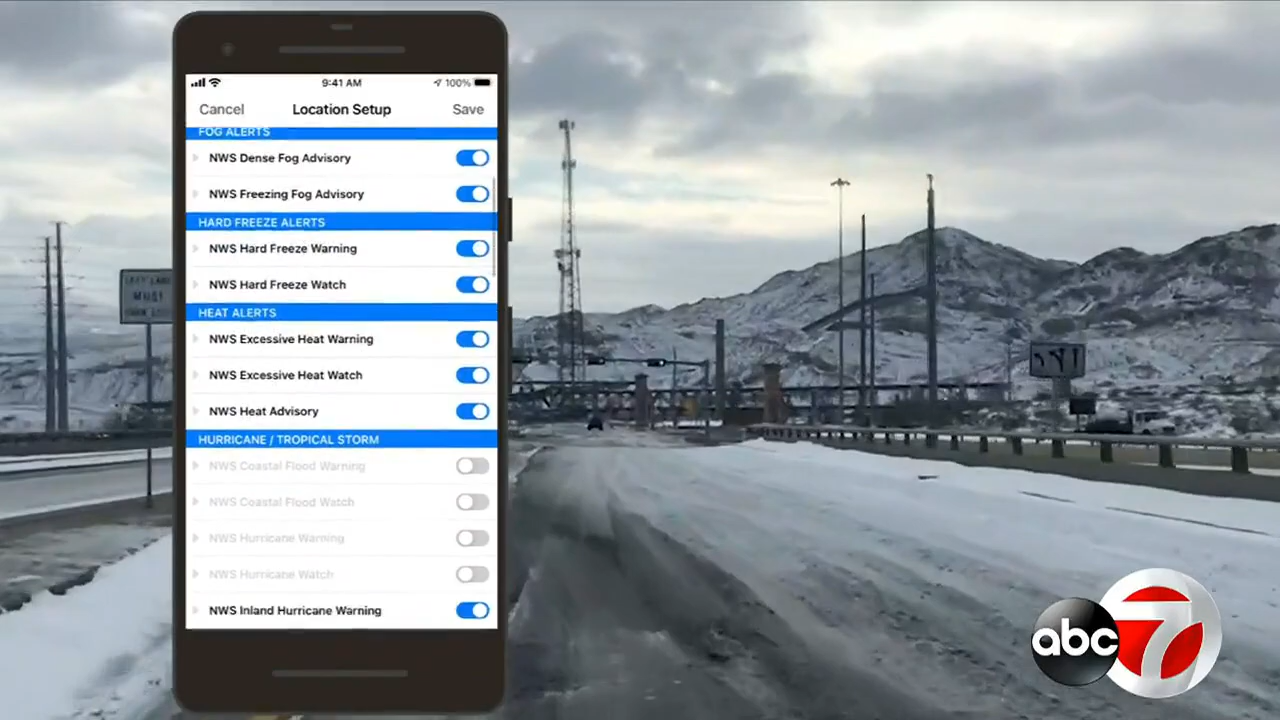 9:41 AM
100%
Cancel
Location Setup
Save
FOG ALERTS
NWS Dense Fog Advisory
NWS Freezing Fog Advisory
HARD FREEZE ALERTS
NWS Hard Freeze Warning
NWS Hard Freeze Watch
HEAT ALERTS
NWS Excessive Heat Warning
NWS Excessive Heat Watch
NWS Heat Advisory
HURRICANE / TROPICAL STORM
NWS Coastal Flood Warning
NWS Coastal Flood Watch
NWS Hurricane Warning
NWS Hurricane Watch
NWS Inland Hurricane Warning
LANE
MUST
abc 7